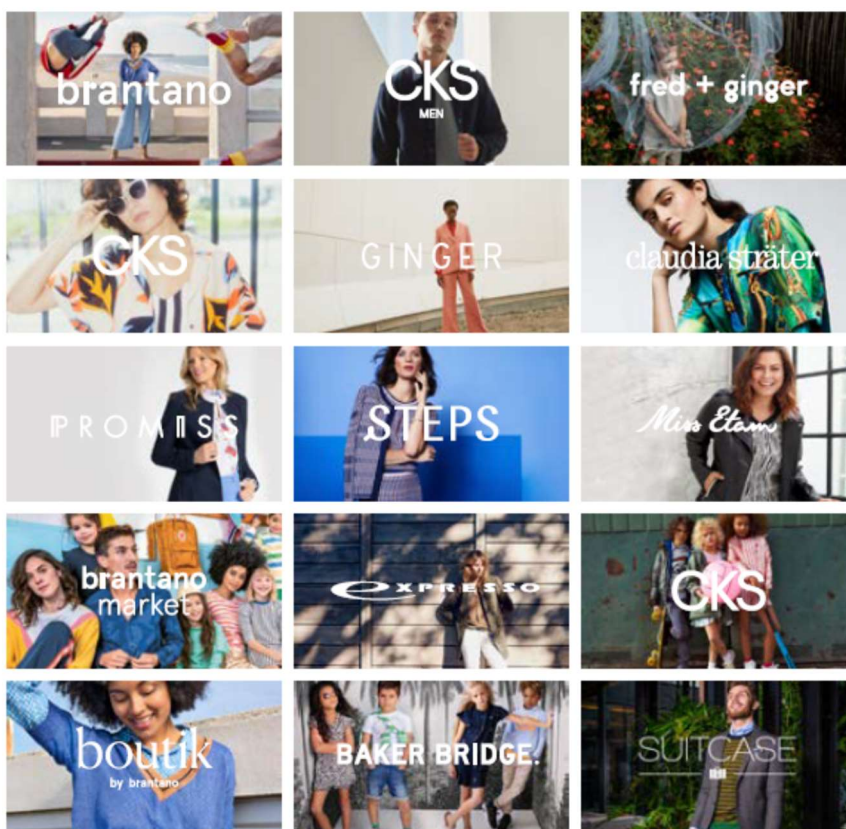 brantano
CKS
MEN
fred + ginger
CKS
GINGER
claudia sträter
PROMISS
STEPS
Miss Etam
brantano
market
expresso
CKS
boutik
by brantano
BAKER BRIDGE.
SUITCASE